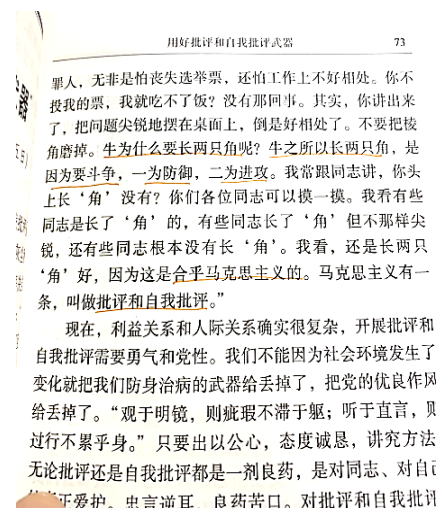 用好批评和自我批评武器 73
罪人，无非是怕丧失选举票，还怕工作上不好相处。你不
投我的票，我就吃不了饭？没有那回事。其实，你讲出来
了，把问题尖锐地摆在桌面上，倒是好相处了。不要把棱
角磨掉。牛为什么要长两只角呢？牛之所以长两只角，是
因为要斗争，一为防御，二为进攻。我常跟同志讲，你头
上长‘角’没有？你们各位同志可以摸一摸。我看有些
同志是长了‘角’的，有些同志长了‘角’但不那样尖
锐，还有些同志根本没有长‘角’。我看，还是长两只
‘角’好，因为这是合乎马克思主义的。马克思主义有一
条，叫做批评和自我批评。”
现在，利益关系和人际关系确实很复杂，开展批评和
自我批评需要勇气和党性。我们不能因为社会环境发生了
变化就把我们防身治病的武器给丢掉了，把党的优良作风
给丢掉了。“观于明镜，则疵瑕不滞于躯；听于直言，则
过行不累乎身。”只要出以公心，态度诚恳，讲究方法
无论批评还是自我批评都是一剂良药，是对同志、对自己
正爱护。忠言逆耳，良药苦口。对批评和自我批评